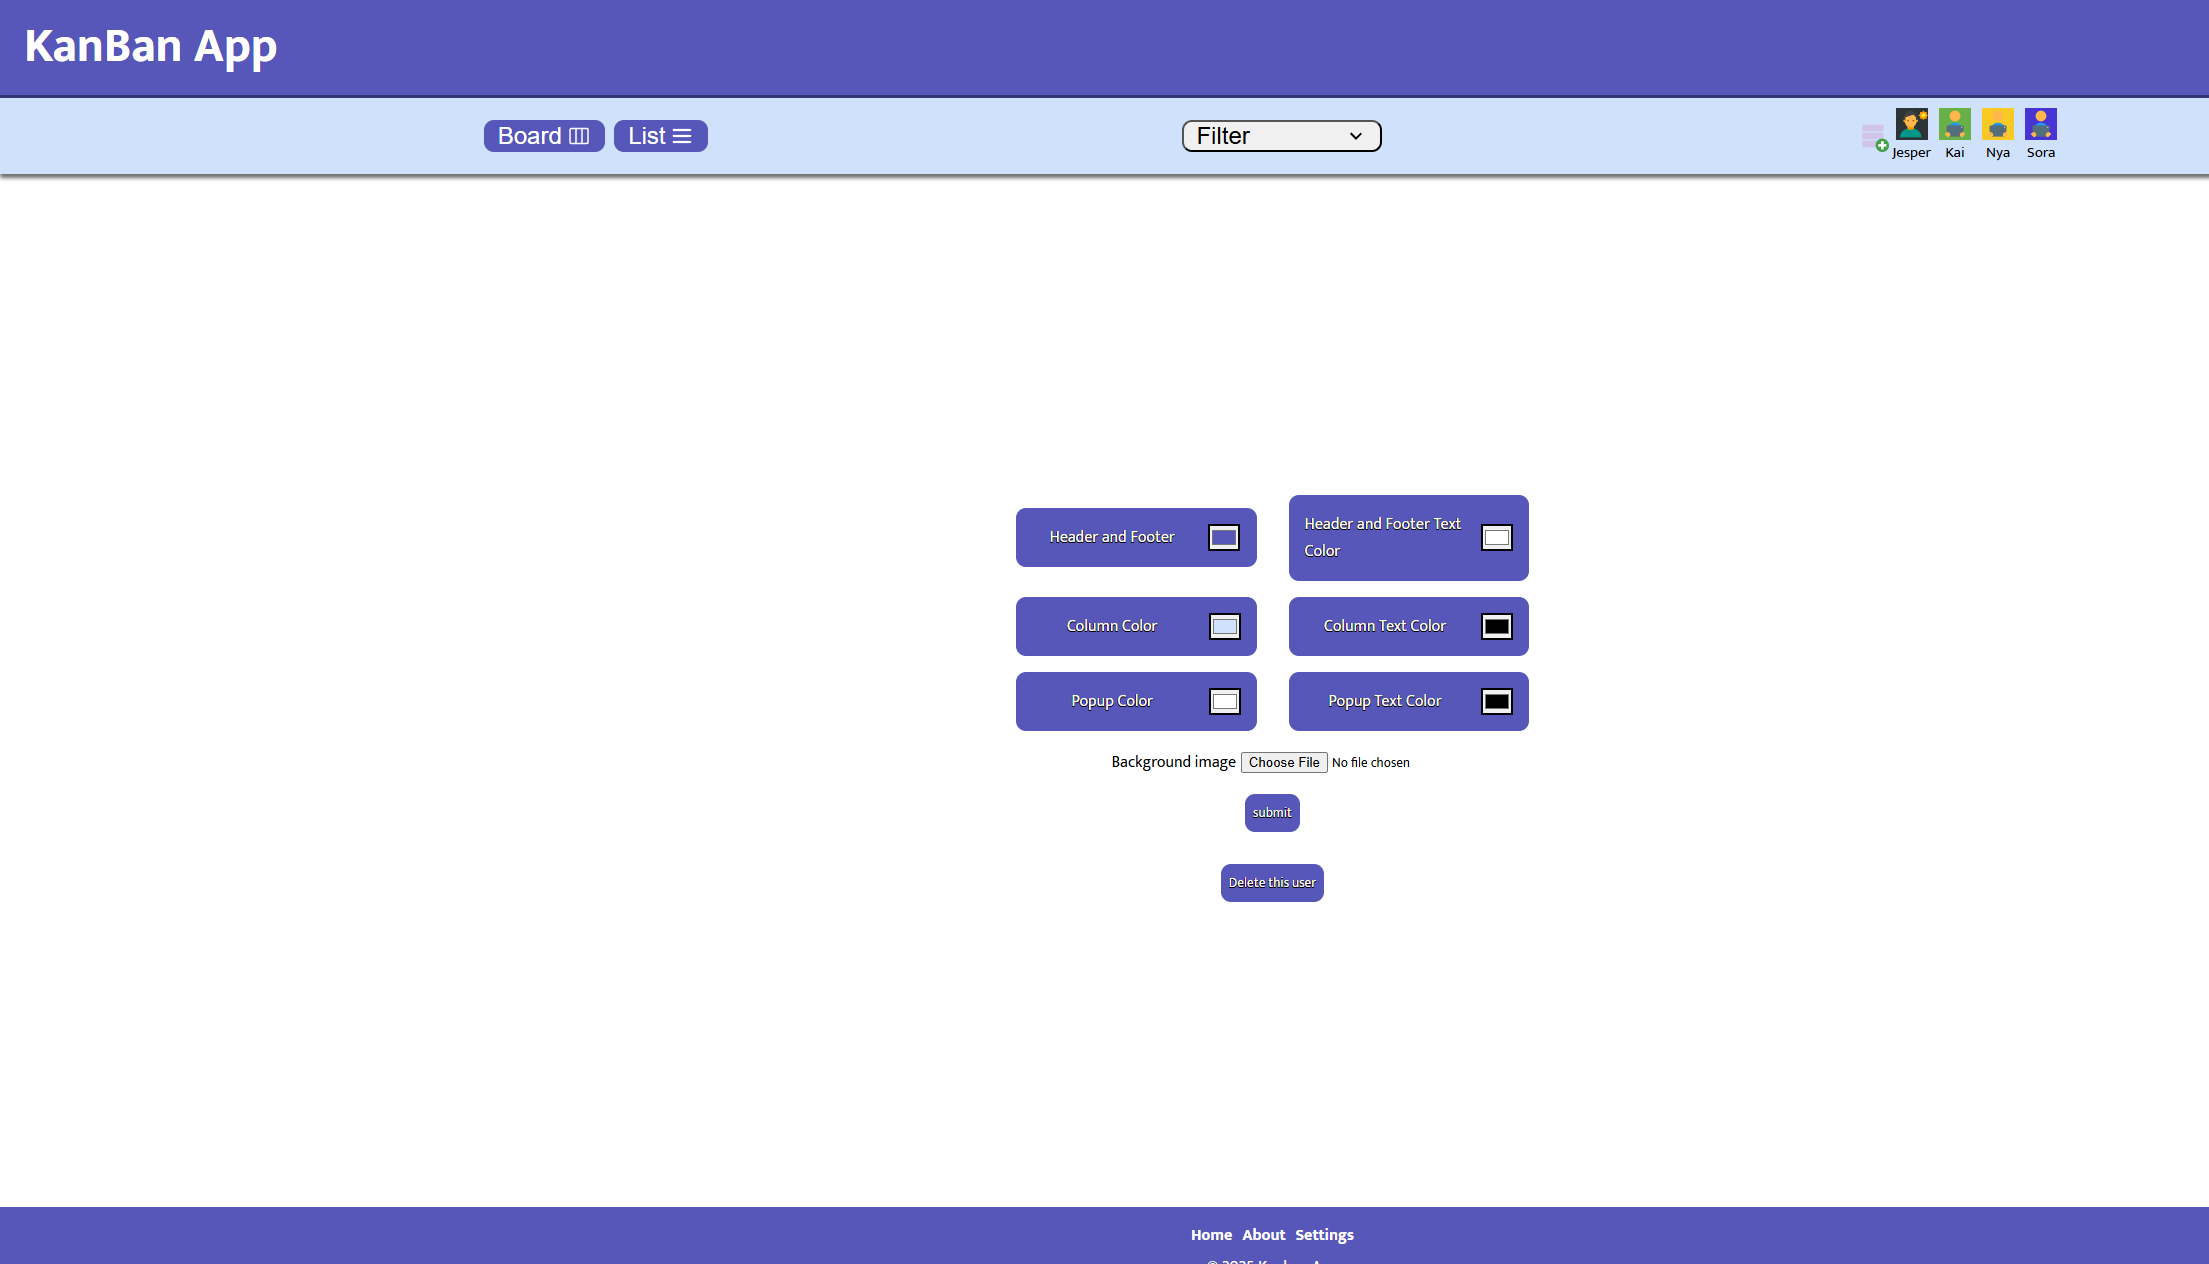 KanBan App
Board
List
Filter
Jesper
Kai
Nya
Sora
Header and Footer
Header and Footer Text
Color
Column Color
Column Text Color
Popup Color
Popup Text Color
Background image Choose File No file chosen
submit
Delete this user
Home About Settings